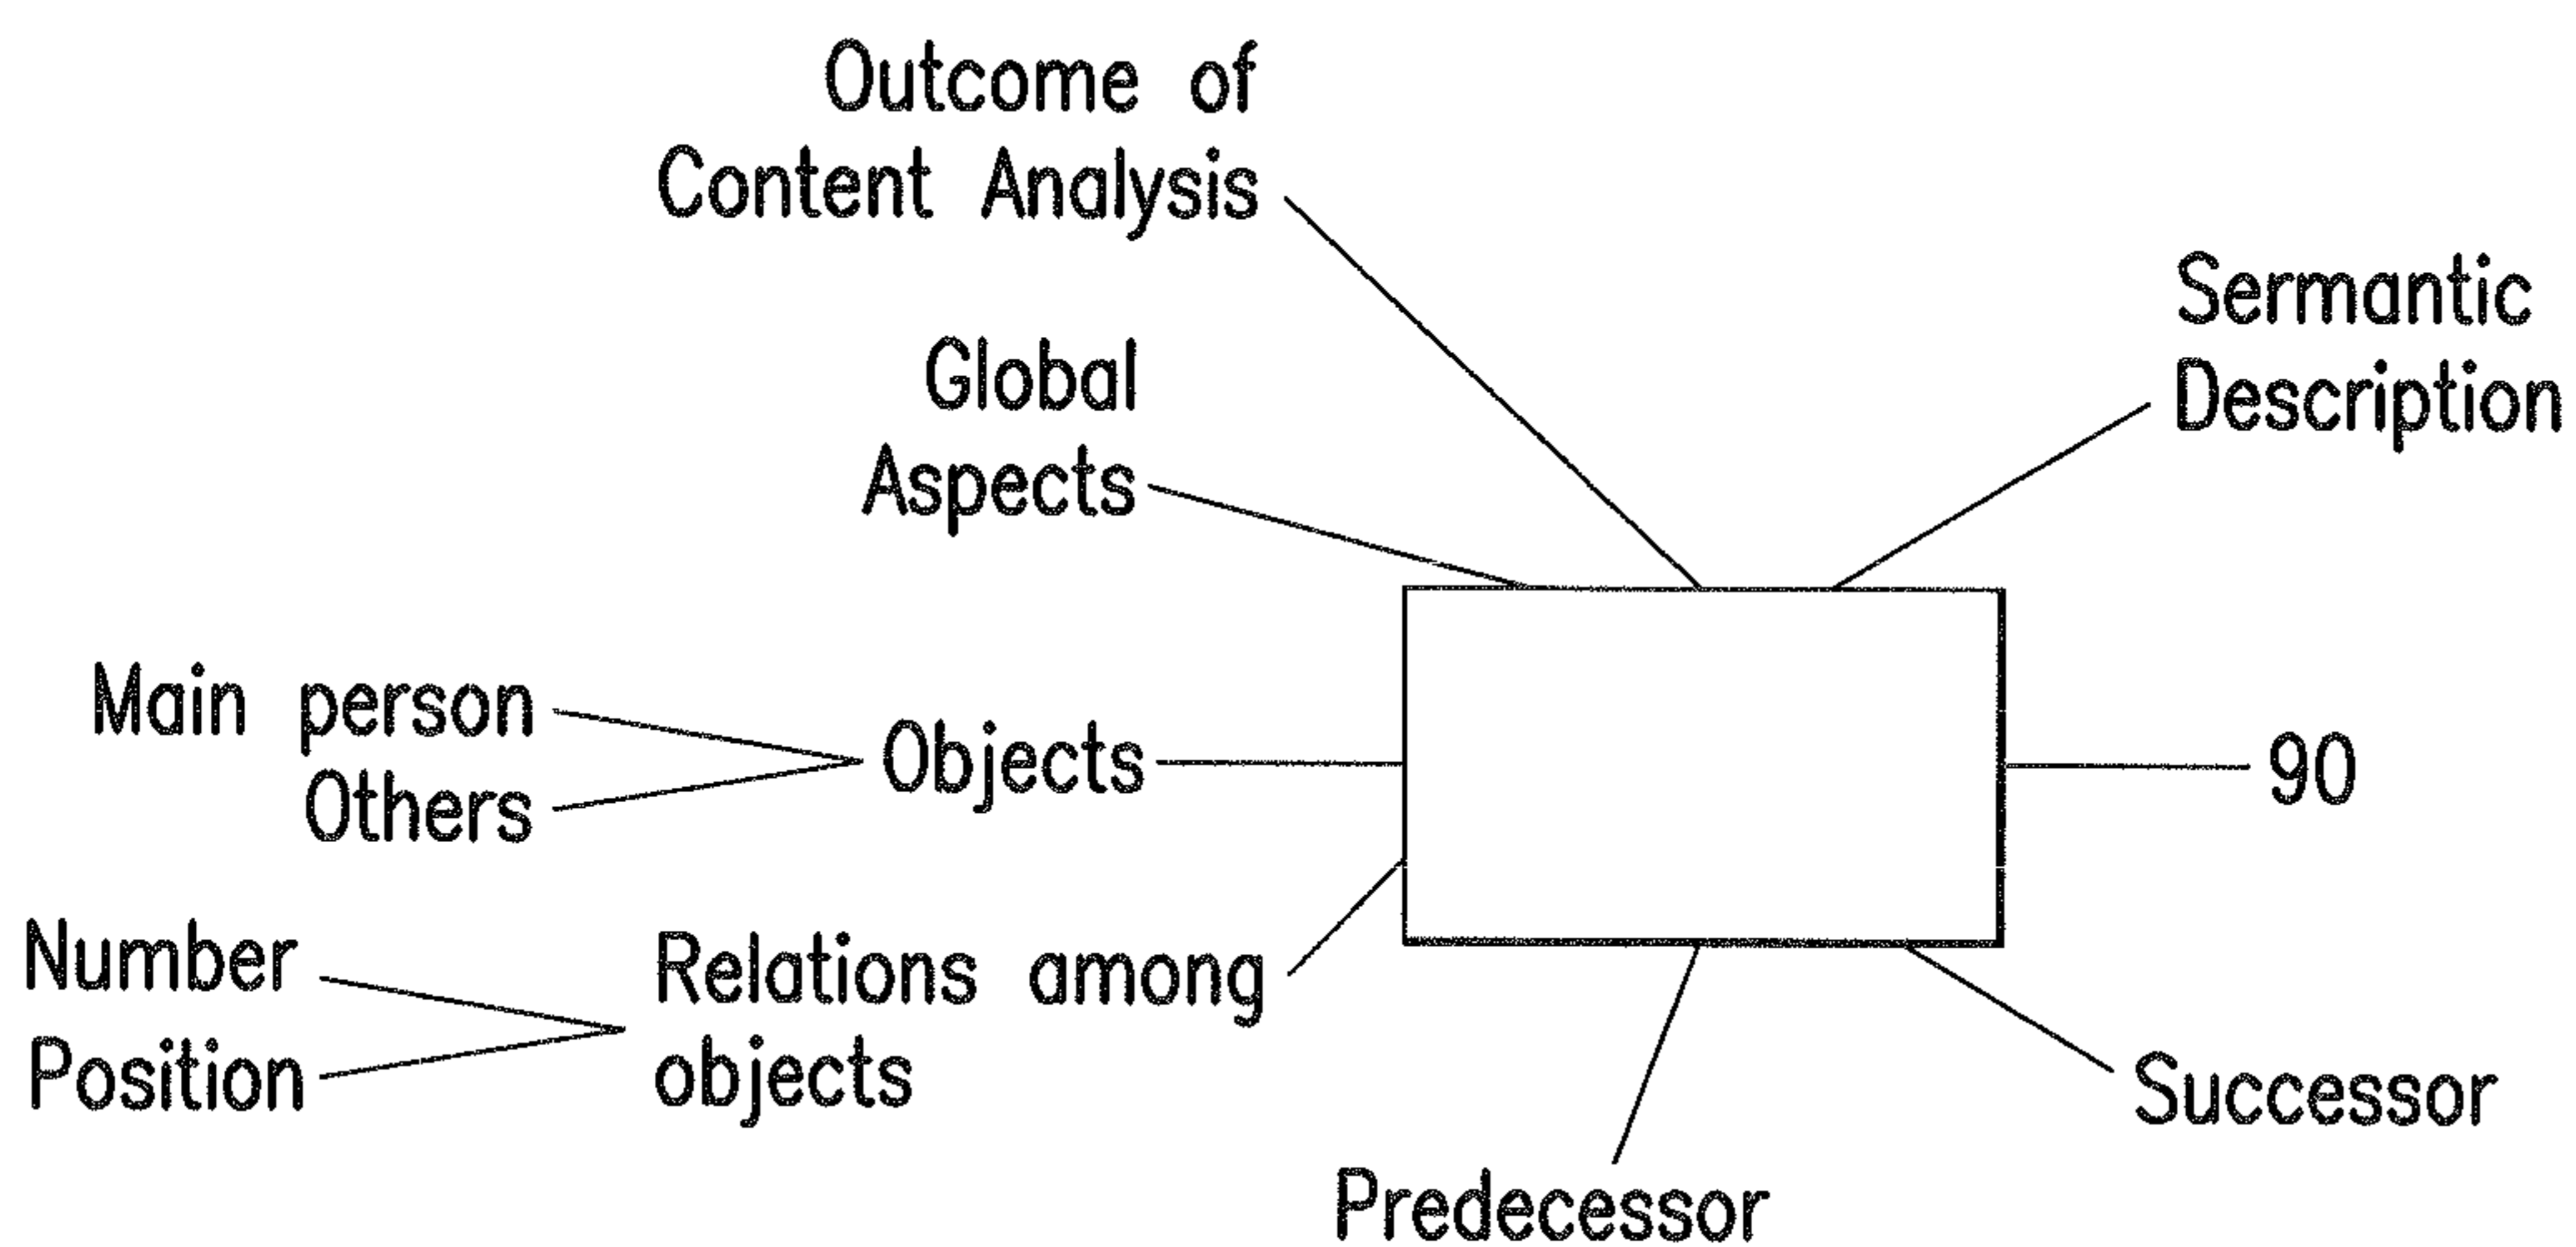 Outcome of
Content Analysis
Sermantic
Description
Global
Aspects
Main person
Others
Objects
90
Number
Position
Relations among
objects
Successor
Predecessor